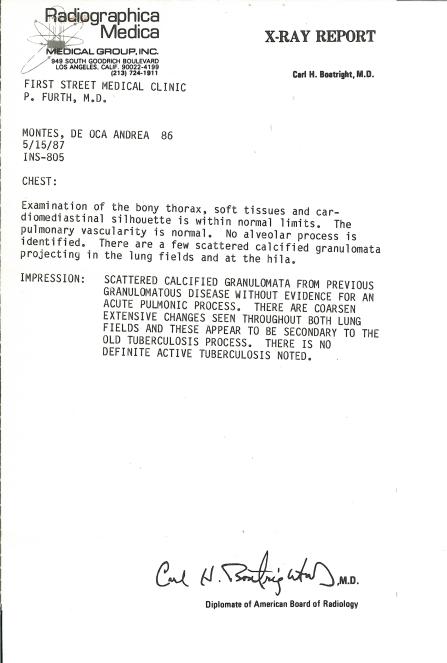 Radiographica
Medica
MEDICAL GROUP, INC.
949 SOUTH GOODRICH BOULEVARD
LOS ANGELES, CALIF. 90022-4199
(213) 724-1911
X-RAY REPORT
Carl H. Boatright, M.D.
FIRST STREET MEDICAL CLINIC
P. FURTH, M.D.
MONTES, DE OCA ANDREA 86
5/15/87
INS-805
CHEST:
Examination of the bony thorax, soft tissues and car-
diomediastinal silhouette is within normal limits. The
pulmonary vascularity is normal. No alveolar process is
identified. There are a few scattered calcified granulomata
projecting in the lung fields and at the hila.
IMPRESSION: SCATTERED CALCIFIED GRANULOMATA FROM PREVIOUS
GRANULOMATOUS DISEASE WITHOUT EVIDENCE FOR AN
ACUTE PULMONIC PROCESS. THERE ARE COARSEN
EXTENSIVE CHANGES SEEN THROUGHOUT BOTH LUNG
FIELDS AND THESE APPEAR TO BE SECONDARY TO THE
OLD TUBERCULOSIS PROCESS. THERE IS NO
DEFINITE ACTIVE TUBERCULOSIS NOTED.
Carl H. Boatright, M.D.
Diplomate of American Board of Radiology